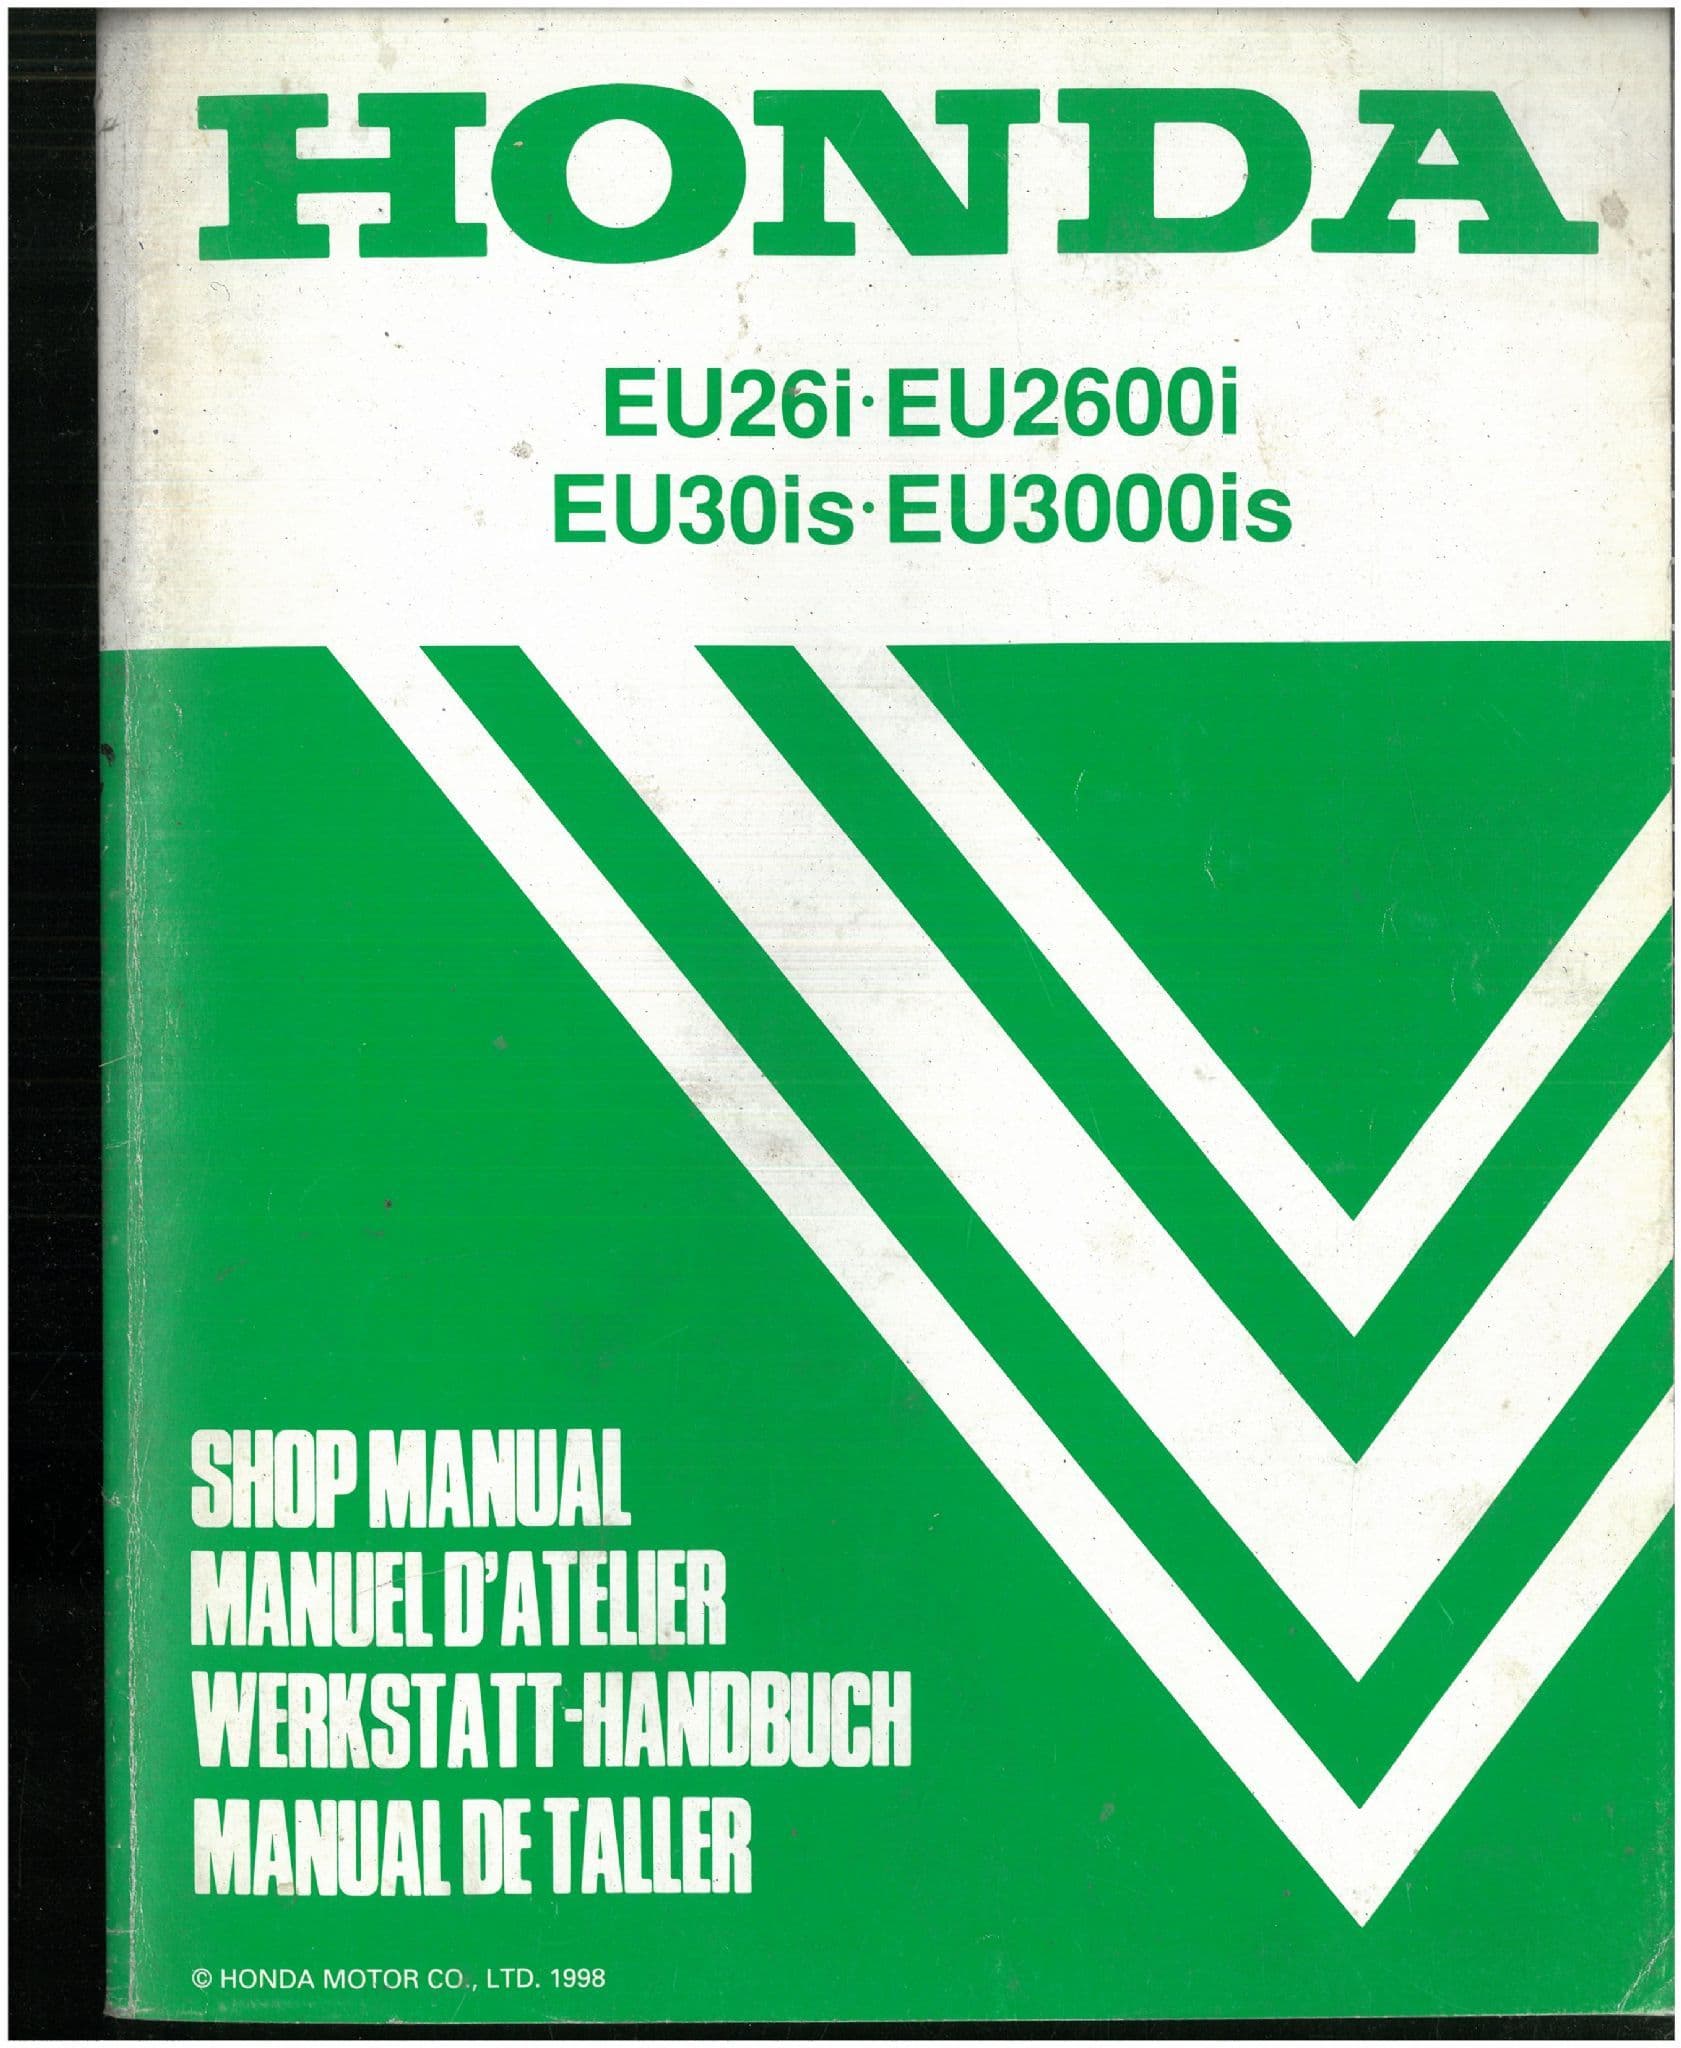 HONDA
EU26i·EU2600i
EU30is·EU3000is
SHOP MANUAL
MANUEL D'ATELIER
WERKSTATT-HANDBUCH
MANUAL DE TALLER
© HONDA MOTOR CO., LTD. 1998